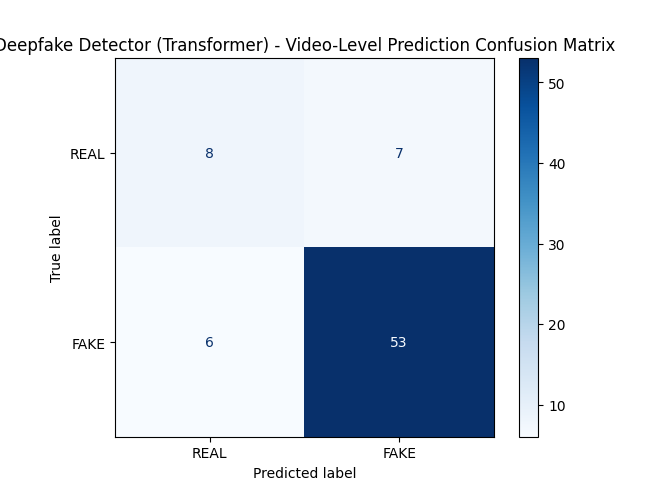 Deepfake Detector (Transformer) - Video-Level Prediction Confusion Matrix
REAL
8
7
FAKE
6
53
REAL
FAKE
Predicted label
True label
50
40
30
20
10